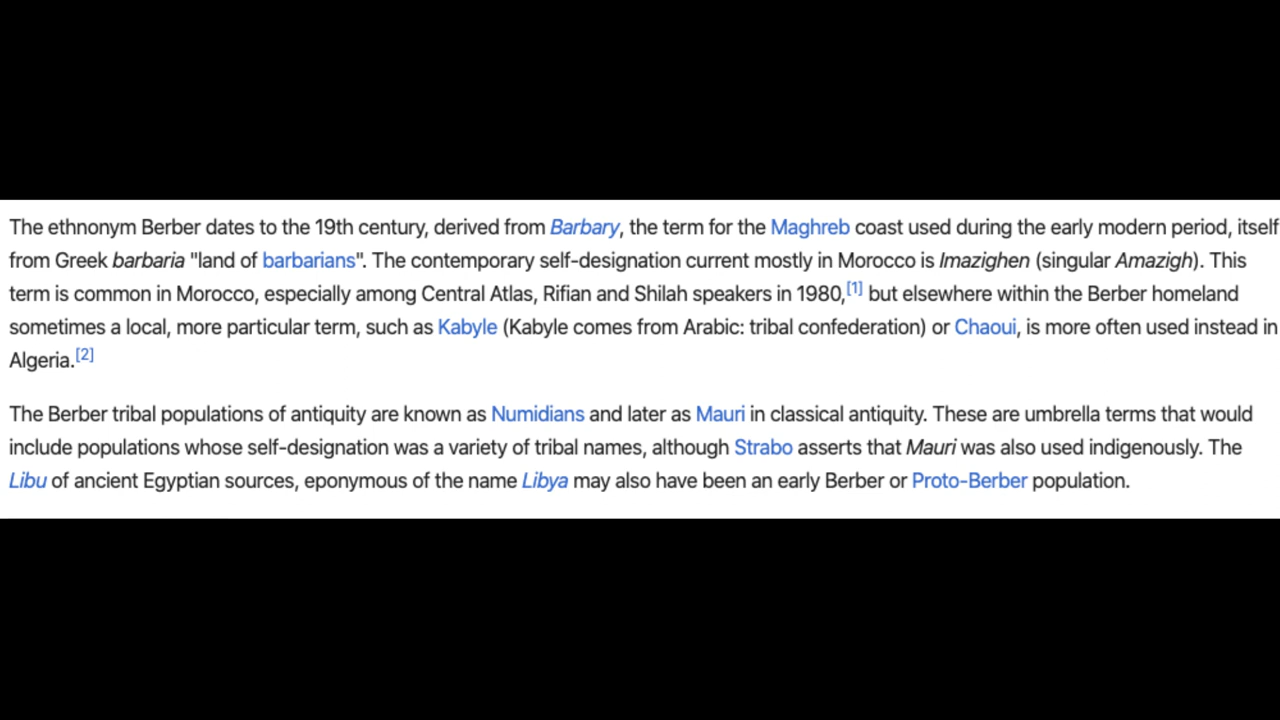 The ethnonym Berber dates to the 19th century, derived from Barbary, the term for the Maghreb coast used during the early modern period, itself
from Greek barbaria "land of barbarians". The contemporary self-designation current mostly in Morocco is Imazighen (singular Amazigh). This
term is common in Morocco, especially among Central Atlas, Rifian and Shilah speakers in 1980,[1] but elsewhere within the Berber homeland
sometimes a local, more particular term, such as Kabyle (Kabyle comes from Arabic: tribal confederation) or Chaoui, is more often used instead in
Algeria.[2]
The Berber tribal populations of antiquity are known as Numidians and later as Mauri in classical antiquity. These are umbrella terms that would
include populations whose self-designation was a variety of tribal names, although Strabo asserts that Mauri was also used indigenously. The
Libu of ancient Egyptian sources, eponymous of the name Libya may also have been an early Berber or Proto-Berber population.